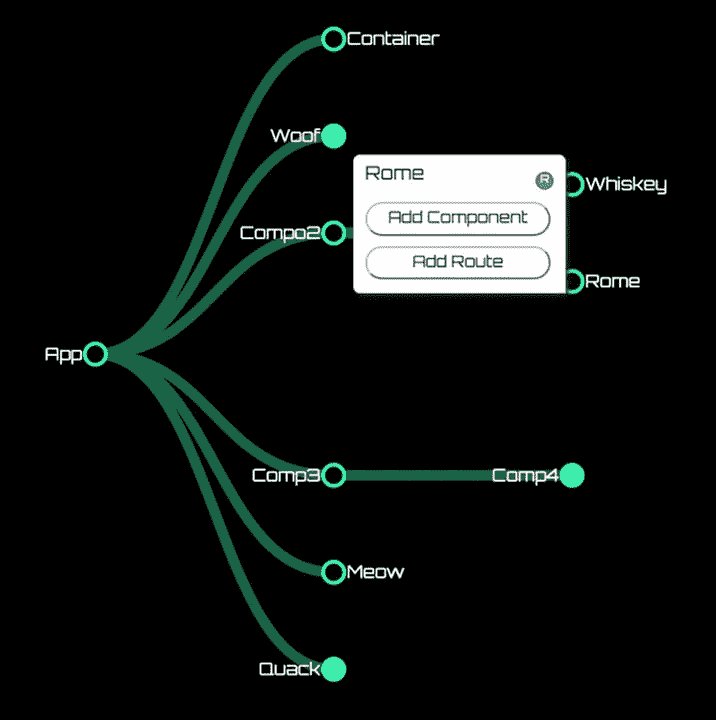 Container
Woof
Rome
R
Whiskey
Add Component
Compo2
Add Route
Rome
App
Comp3
Comp4
Meow
Quack